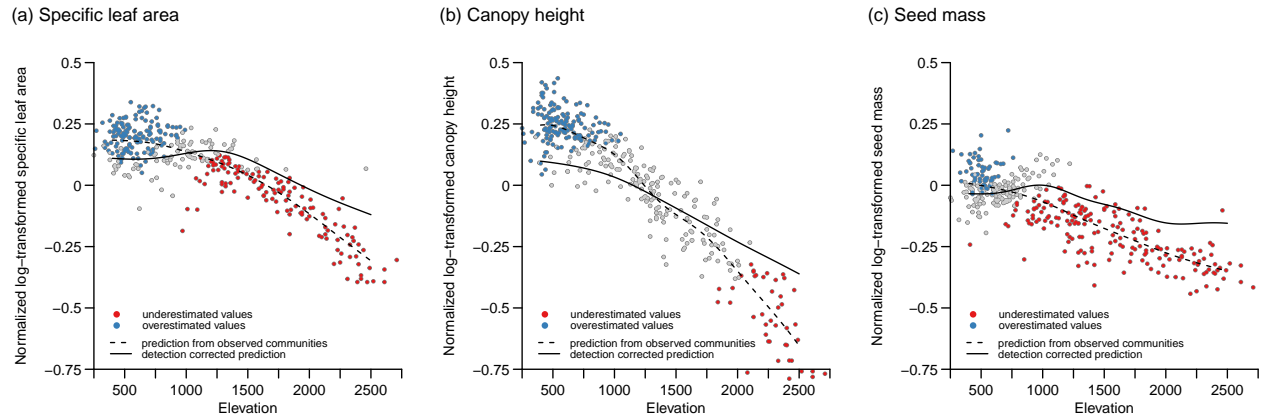 (a) Specific leaf area
Normalized log−transformed specific leaf area
0.5
0.25
0
−0.25
−0.5
−0.75
underestimated values
overestimated values
prediction from observed communities
detection corrected prediction
500 1000 1500 2000 2500
Elevation
(b) Canopy height
Normalized log−transformed canopy height
0.5
0.25
0
−0.25
−0.5
−0.75
underestimated values
overestimated values
prediction from observed communities
detection corrected prediction
500 1000 1500 2000 2500
Elevation
(c) Seed mass
Normalized log−transformed seed mass
0.5
0.25
0
−0.25
−0.5
−0.75
underestimated values
overestimated values
prediction from observed communities
detection corrected prediction
500 1000 1500 2000 2500
Elevation